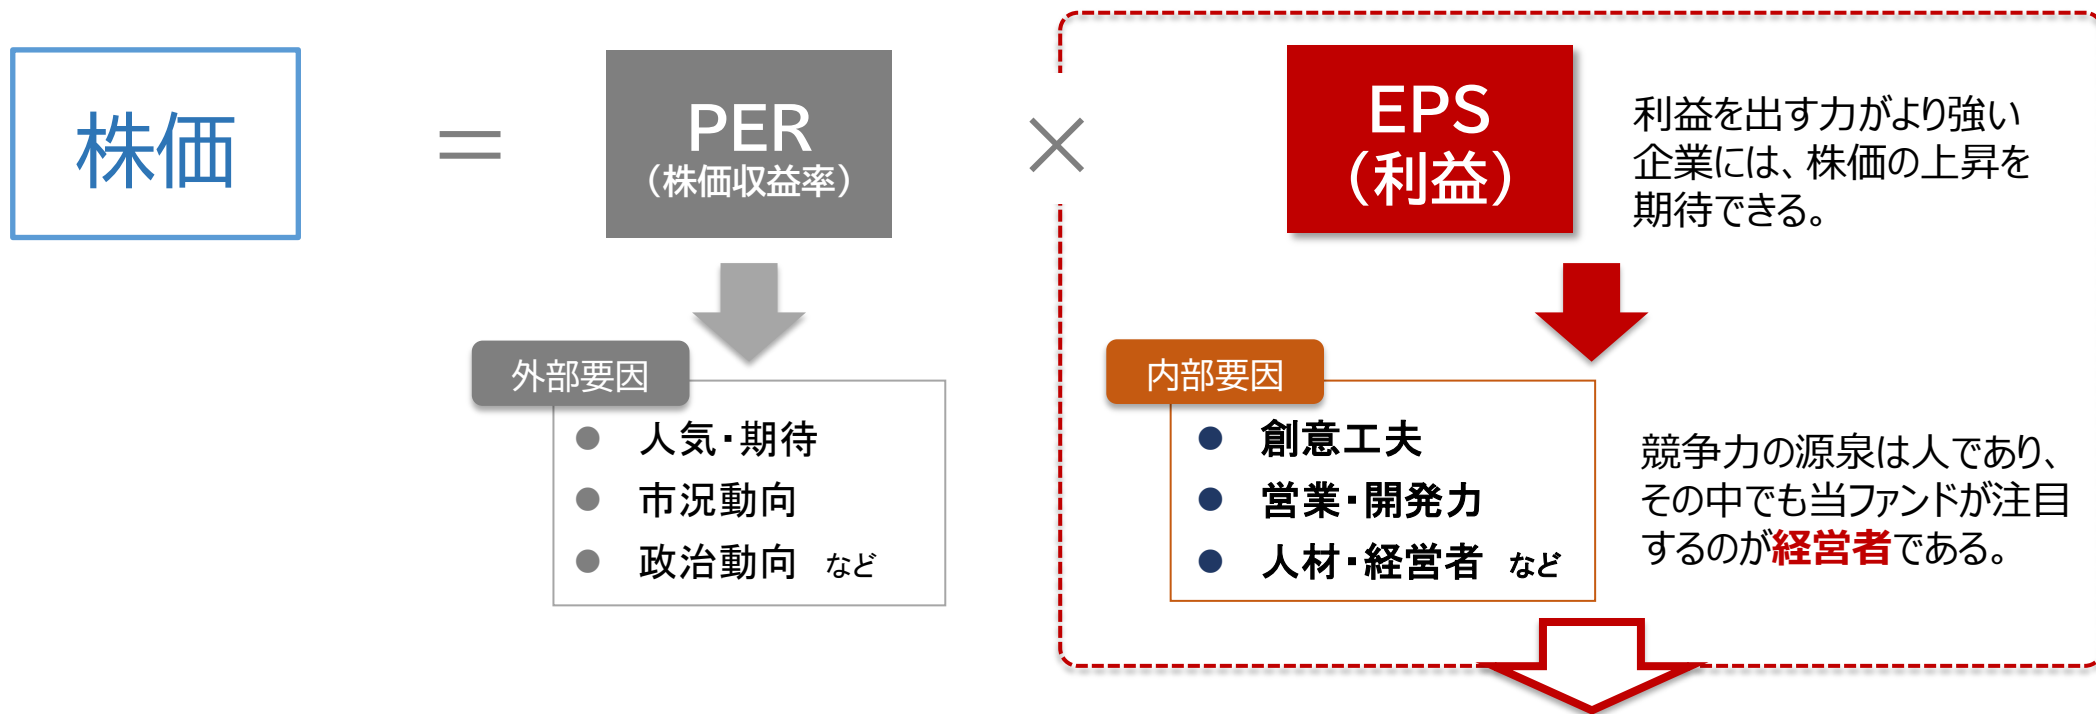 株価
＝
PER
（株価収益率）
×
EPS
（利益）
利益を出す力がより強い
企業には、株価の上昇を
期待できる。
外部要因
● 人気・期待
● 市況動向
● 政治動向 など
内部要因
● 創意工夫
● 営業・開発力
● 人材・経営者 など
競争力の源泉は人であり、
その中でも当ファンドが注目
するのが経営者である。